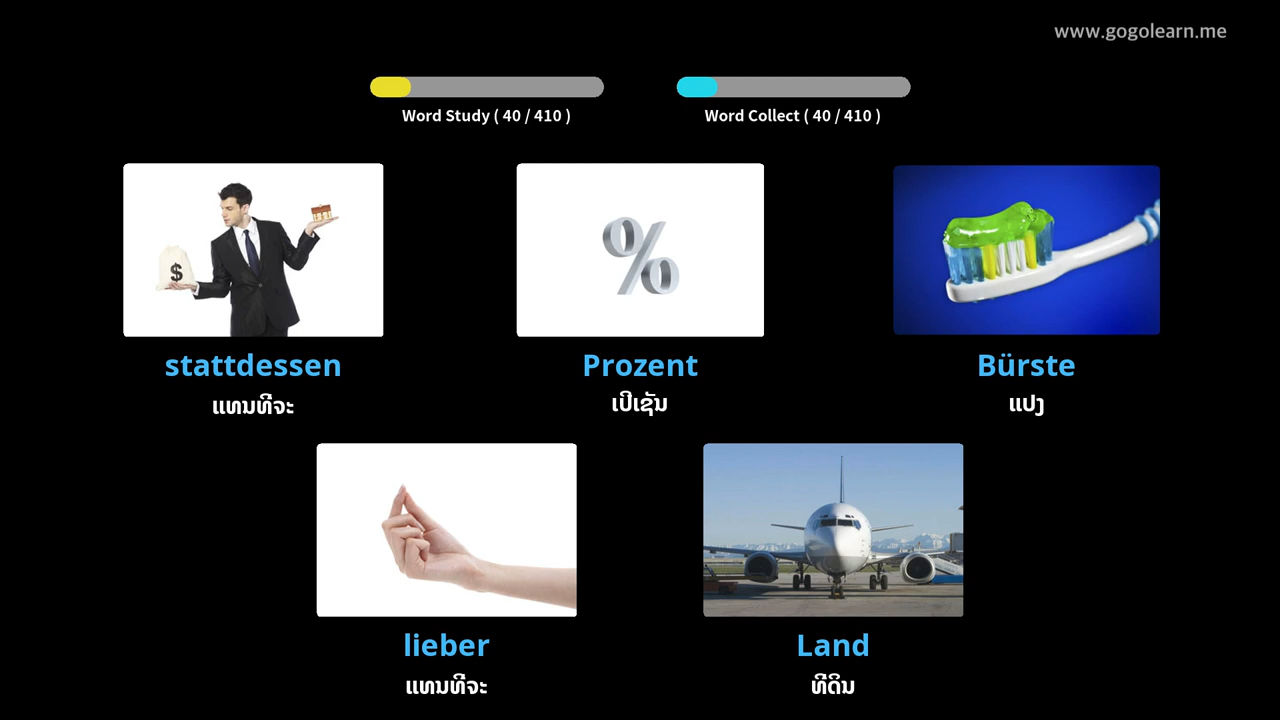 www.gogolearn.me
Word Study ( 40 / 410 )
Word Collect ( 40 / 410 )
$
%
stattdessen
ແທນທີ່ຈະ
Prozent
ເປີເຊັນ
Bürste
ແປງ
lieber
ແທນທີ່ຈະ
Land
ທີ່ດິນ